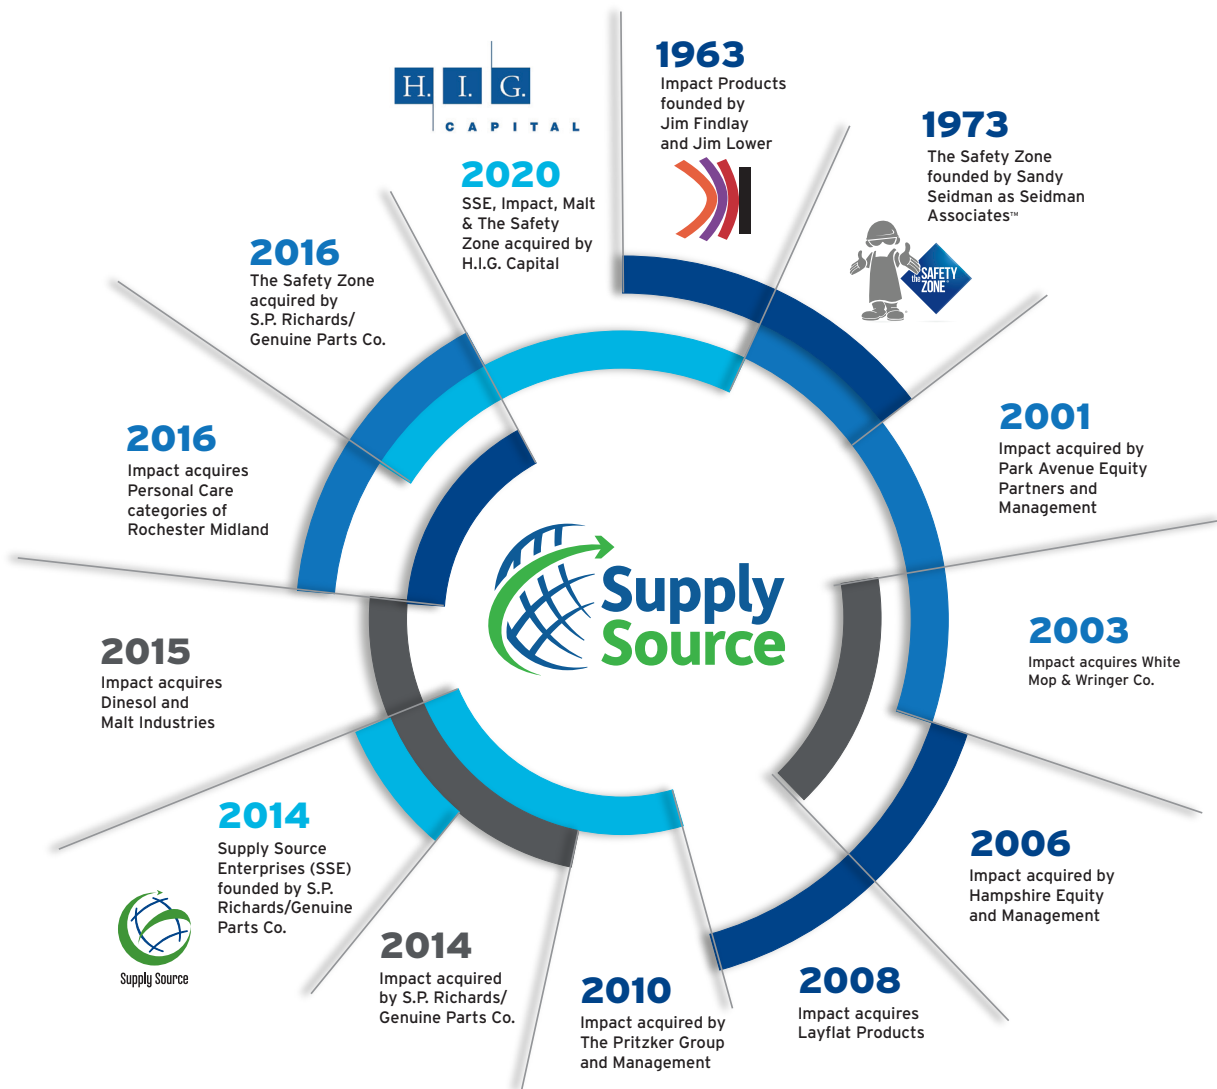 H. I. G.
CAPITAL
1963
Impact Products
founded by
Jim Findlay
and Jim Lower
1973
The Safety Zone
founded by Sandy
Seidman as Seidman
Associates™
the SAFETY
ZONE®
2001
Impact acquired by
Park Avenue Equity
Partners and
Management
2003
Impact acquires White
Mop & Wringer Co.
2006
Impact acquired by
Hampshire Equity
and Management
2008
Impact acquires
Layflat Products
2010
Impact acquired by
The Pritzker Group
and Management
2014
Impact acquired
by S.P. Richards/
Genuine Parts Co.
2014
Supply Source
Enterprises (SSE)
founded by S.P.
Richards/Genuine
Parts Co.
Supply Source
2015
Impact acquires
Dinesol and
Malt Industries
2016
Impact acquires
Personal Care
categories of
Rochester Midland
2016
The Safety Zone
acquired by
S.P. Richards/
Genuine Parts Co.
2020
SSE, Impact, Malt
& The Safety
Zone acquired by
H.I.G. Capital
Supply
Source